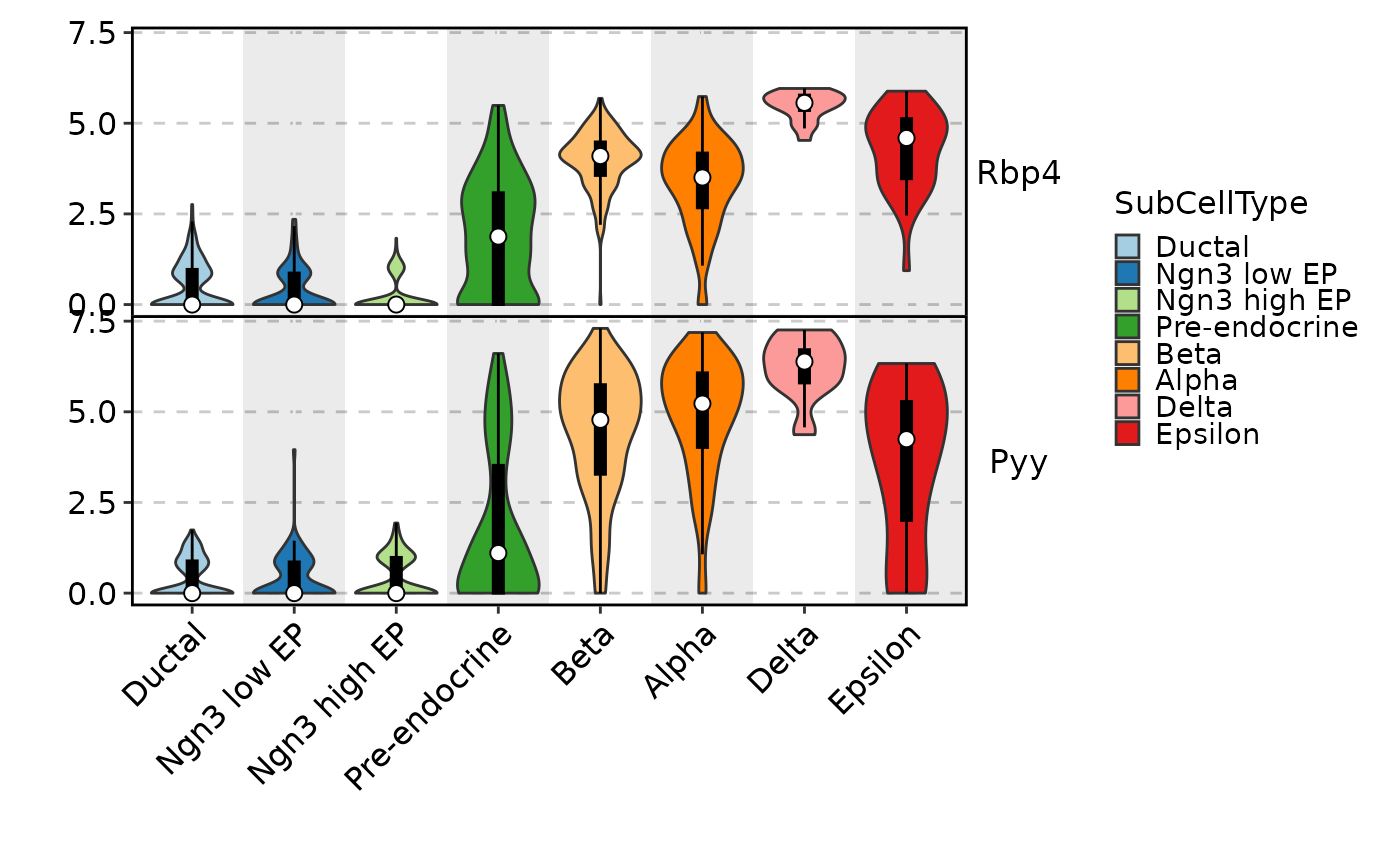 7.5
5.0
2.5
0.0
Rbp4
7.5
5.0
2.5
0.0
Pyy
Ductal
Ngn3 low EP
Ngn3 high EP
Pre-endocrine
Beta
Alpha
Delta
Epsilon
SubCellType
Ductal
Ngn3 low EP
Ngn3 high EP
Pre-endocrine
Beta
Alpha
Delta
Epsilon